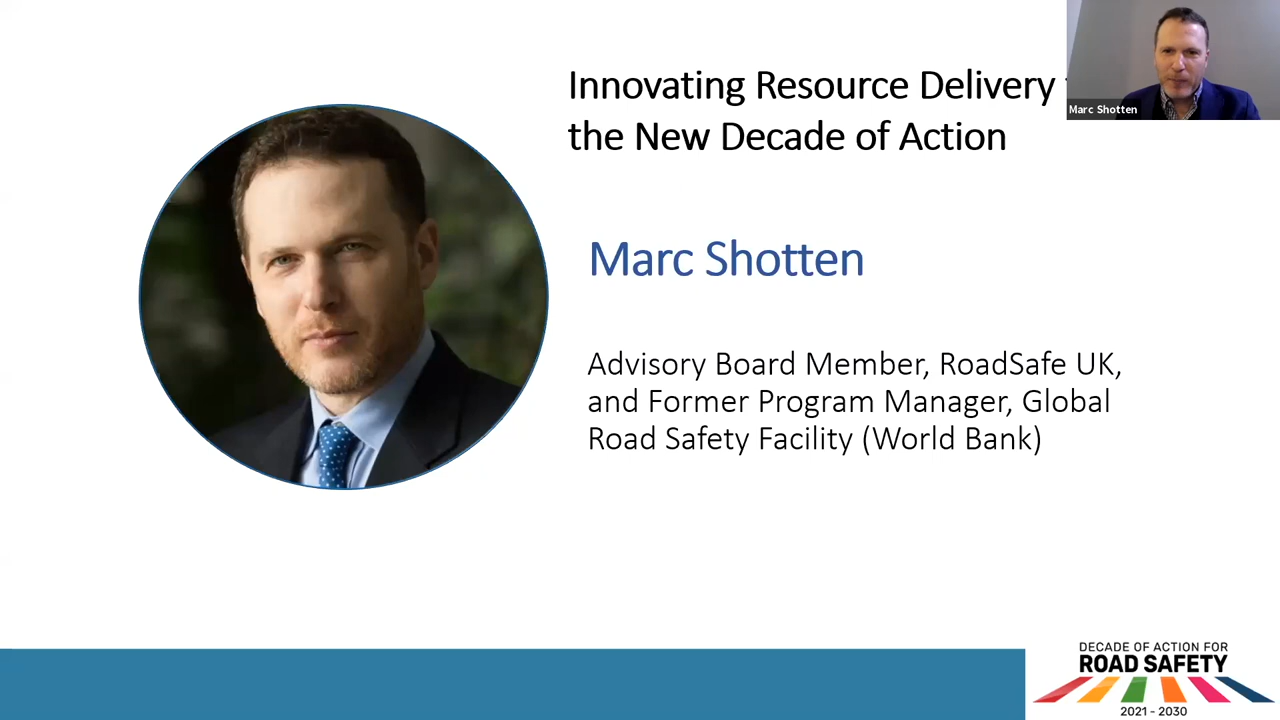 Innovating Resource Delivery
the New Decade of Action
Marc Shotten
Marc Shotten
Advisory Board Member, RoadSafe UK,
and Former Program Manager, Global
Road Safety Facility (World Bank)
DECADE OF ACTION FOR
ROAD SAFETY
2021 - 2030